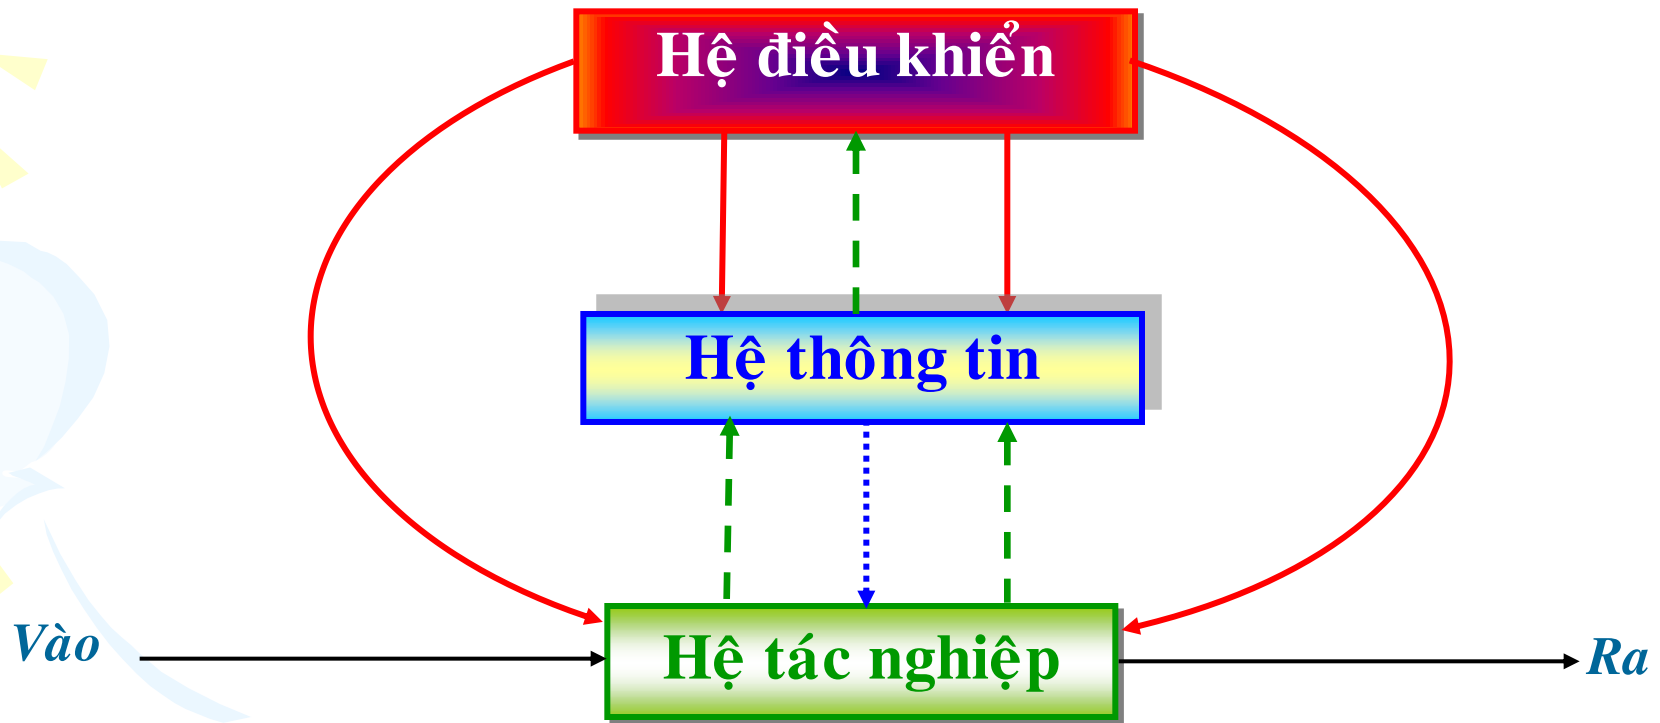 Hệ điều khiển
Hệ thông tin
Vào
Hệ tác nghiệp
Ra